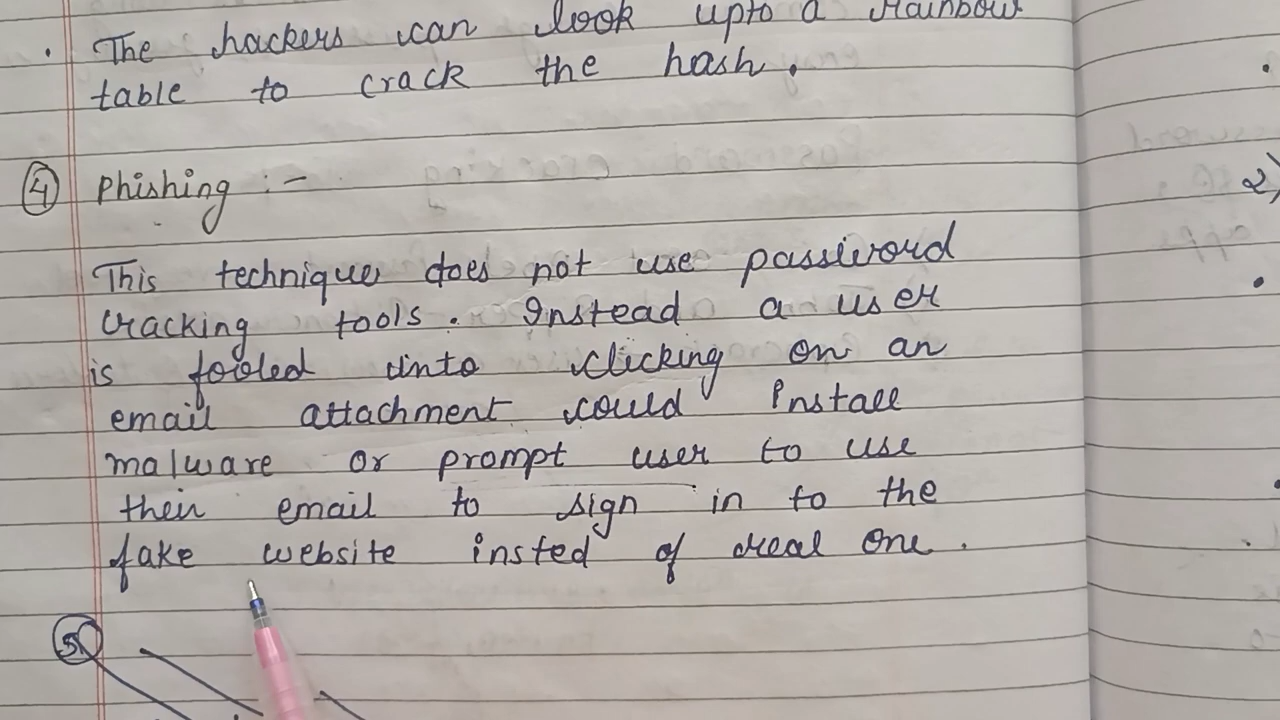 . The hackers can look upto a rainbow
table to crack the hash.
④ Phishing :-
This technique does not use password
cracking tools. Instead a user
is fooled into clicking on an
email attachment could install
malware or prompt user to use
their email to sign in to the
fake website insted of real one.
⑤
2)